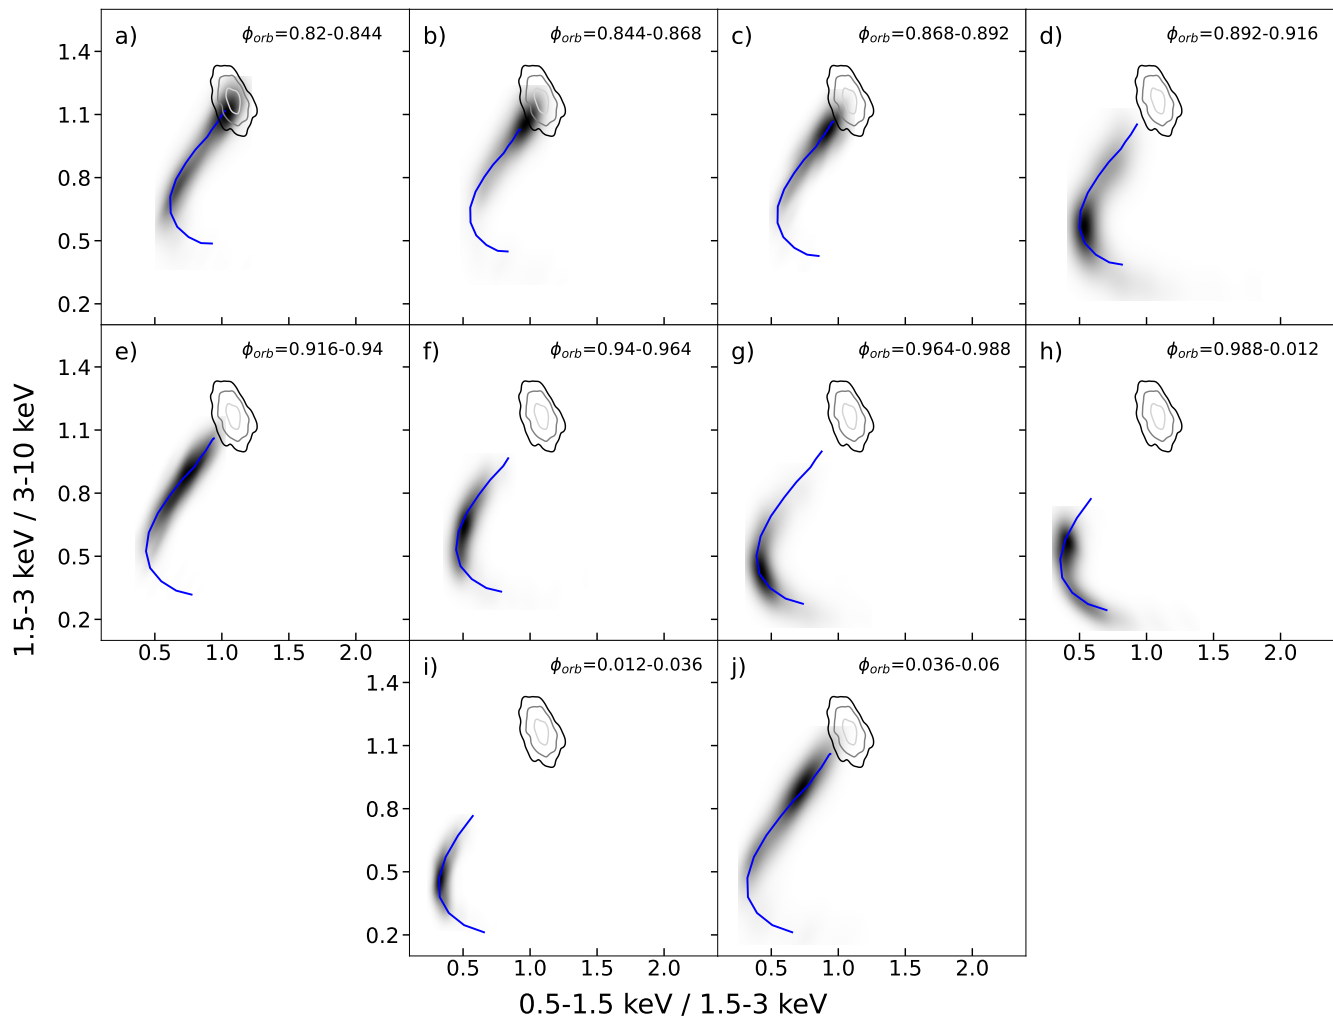 a) ϕorb=0.82-0.844
b) ϕorb=0.844-0.868
c) ϕorb=0.868-0.892
d) ϕorb=0.892-0.916
1.4
1.1
0.8
0.5
0.2
e) ϕorb=0.916-0.94
f) ϕorb=0.94-0.964
g) ϕorb=0.964-0.988
h) ϕorb=0.988-0.012
1.4
1.1
0.8
0.5
0.2
0.5 1.0 1.5 2.0
0.5 1.0 1.5 2.0
i) ϕorb=0.012-0.036
j) ϕorb=0.036-0.06
1.4
1.1
0.8
0.5
0.2
0.5 1.0 1.5 2.0
0.5 1.0 1.5 2.0
1.5-3 keV / 3-10 keV
0.5-1.5 keV / 1.5-3 keV